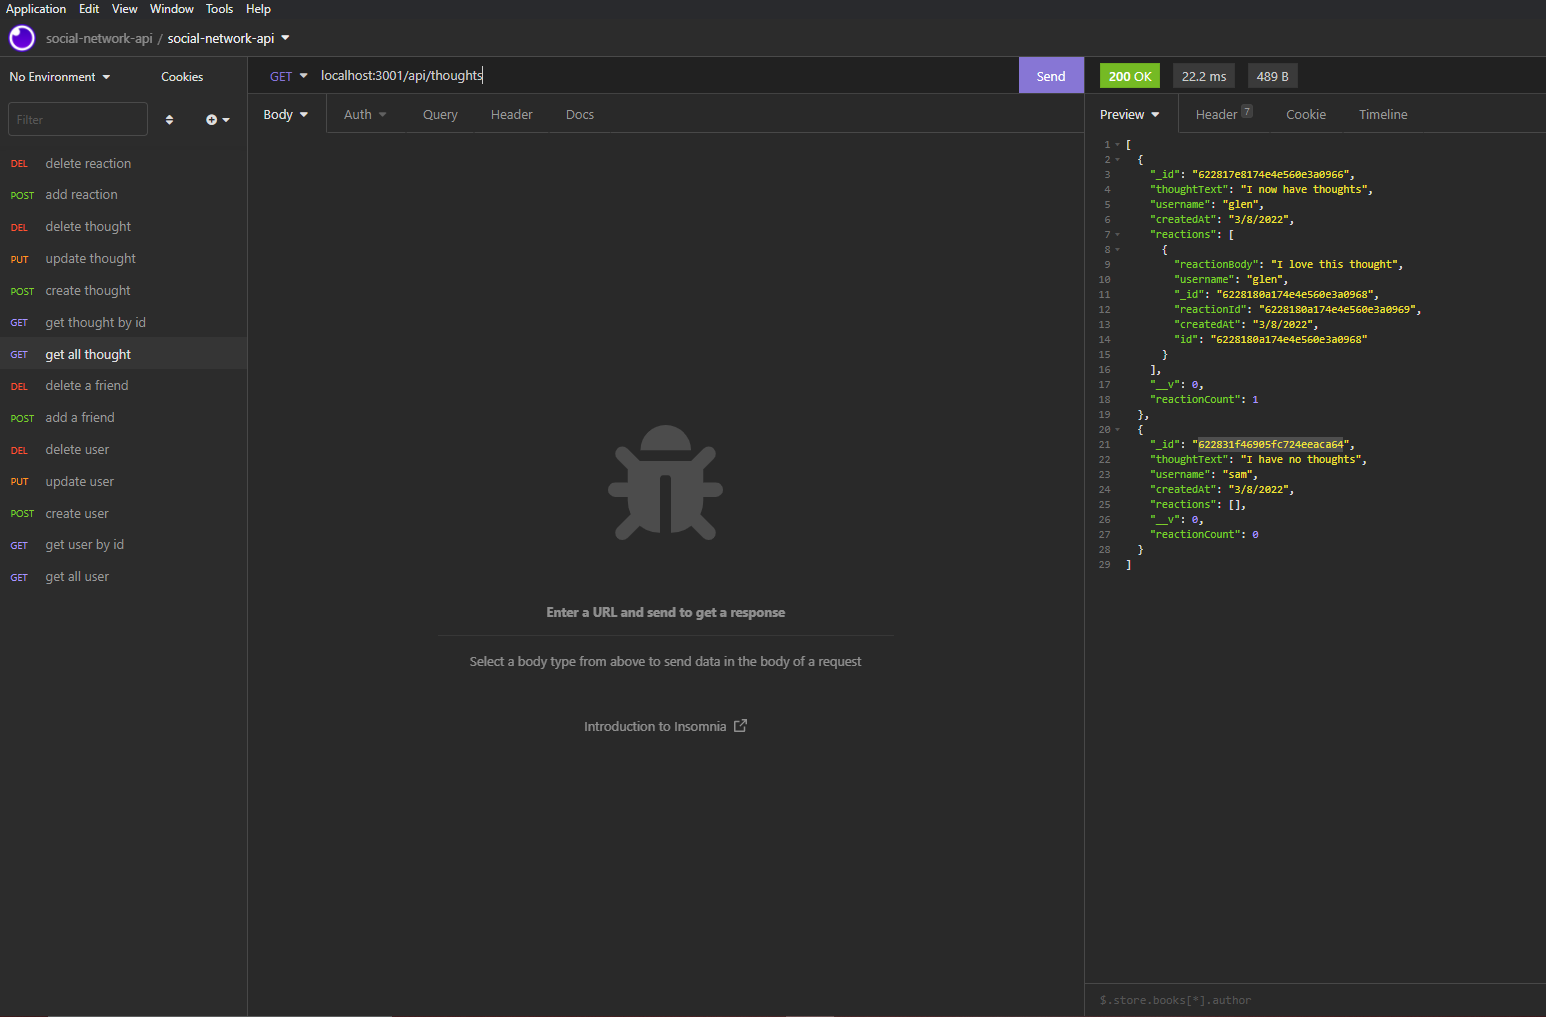 Application Edit View Window Tools Help
social-network-api / social-network-api
No Environment Cookies
GET localhost:3001/api/thoughts Send
200 OK 22.2 ms 489 B
Filter
Body Auth Query Header Docs
Preview Header 7 Cookie Timeline
DEL delete reaction
POST add reaction
DEL delete thought
PUT update thought
POST create thought
GET get thought by id
GET get all thought
DEL delete a friend
POST add a friend
DEL delete user
PUT update user
POST create user
GET get user by id
GET get all user
Enter a URL and send to get a response
Select a body type from above to send data in the body of a request
Introduction to Insomnia
1 [
2 {
3 "_id": "622817e8174e4e560e3a0966",
4 "thoughtText": "I now have thoughts",
5 "username": "glen",
6 "createdAt": "3/8/2022",
7 "reactions": [
8 {
9 "reactionBody": "I love this thought",
10 "username": "glen",
11 "_id": "6228180a174e4e560e3a0968",
12 "reactionId": "6228180a174e4e560e3a0969",
13 "createdAt": "3/8/2022",
14 "id": "6228180a174e4e560e3a0968"
15 }
16 ],
17 "__v": 0,
18 "reactionCount": 1
19 },
20 {
21 "_id": "622831f46905fc724eeaca64",
22 "thoughtText": "I have no thoughts",
23 "username": "sam",
24 "createdAt": "3/8/2022",
25 "reactions": [],
26 "__v": 0,
27 "reactionCount": 0
28 }
29 ]
$.store.books[*].author